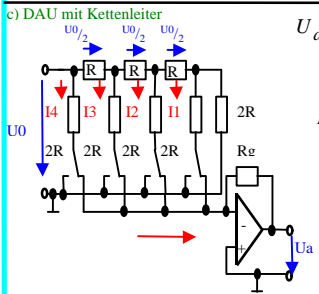 c) DAU mit Kettenleiter
U0/2 U0/2 U0/2
R R R
I4 I3 I2 I1 2R
U0
2R 2R 2R 2R Rg
-
+
Ua